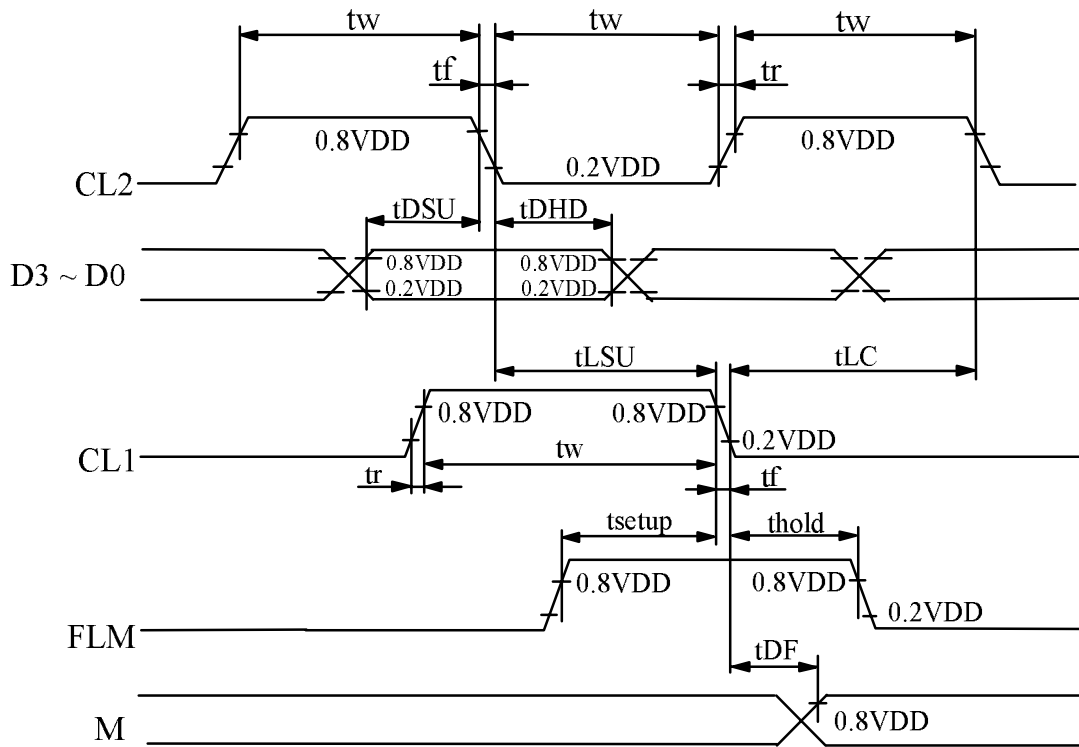 tw tw tw
tf tr
0.8VDD 0.2VDD 0.8VDD
CL2
tDSU tDHD
D3 ~ D0
0.8VDD 0.8VDD
0.2VDD 0.2VDD
tLSU tLC
0.8VDD 0.8VDD
0.2VDD
CL1
tw
tr tf
tsetup thold
0.8VDD 0.8VDD
0.2VDD
FLM
tDF
M
0.8VDD